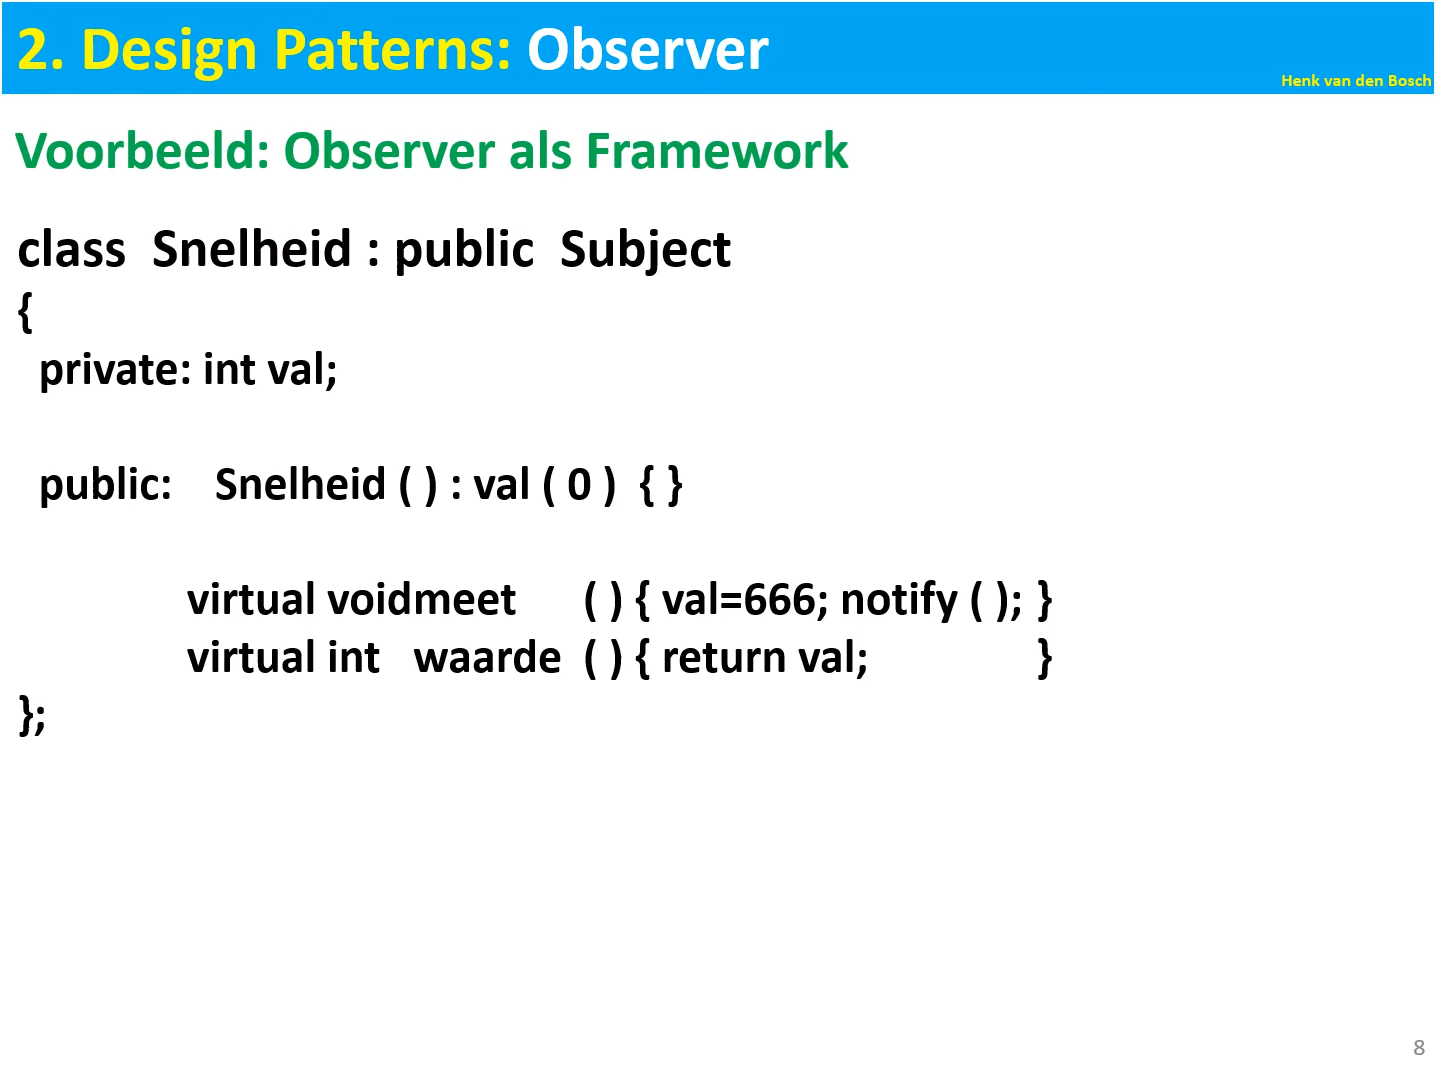 2. Design Patterns: Observer
Henk van den Bosch
Voorbeeld: Observer als Framework
class Snelheid : public Subject
{
private: int val;
public: Snelheid ( ) : val ( 0 ) { }
virtual voidmeet ( ) { val=666; notify ( ); }
virtual int waarde ( ) { return val; }
};
8